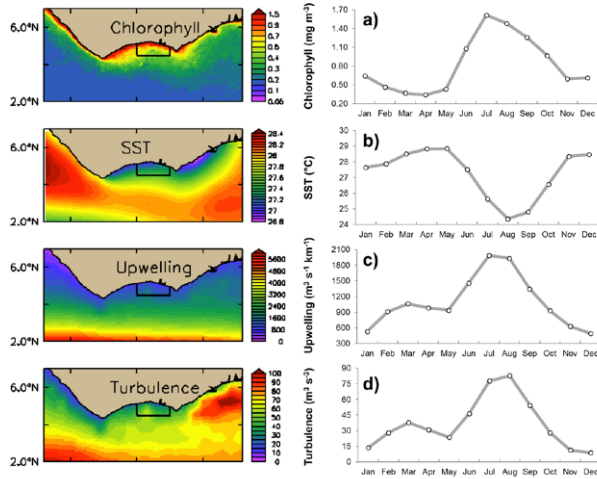 6.0°N
2.0°N
Chlorophyll
1.5
0.9
0.7
0.5
0.4
0.3
0.2
0.1
0.06
a)
Chlorophyll (mg m-3)
1.70
1.40
1.10
0.80
0.50
0.20
Jan Feb Mar Apr May Jun Jul Aug Sep Oct Nov Dec
6.0°N
2.0°N
SST
28.4
28.2
28
27.8
27.6
27.4
27.2
27
26.8
b)
SST (°C)
30
29
28
27
26
25
24
Jan Feb Mar Apr May Jun Jul Aug Sep Oct Nov Dec
6.0°N
2.0°N
Upwelling
5600
4800
4000
3200
2400
1600
800
0
c)
Upwelling (m³ s-1 km-1)
2100
1800
1500
1200
900
600
300
Jan Feb Mar Apr May Jun Jul Aug Sep Oct Nov Dec
6.0°N
2.0°N
Turbulence
100
90
80
70
60
50
40
30
20
10
0
d)
Turbulence (m³ s-3)
90
75
60
45
30
15
0
Jan Feb Mar Apr May Jun Jul Aug Sep Oct Nov Dec